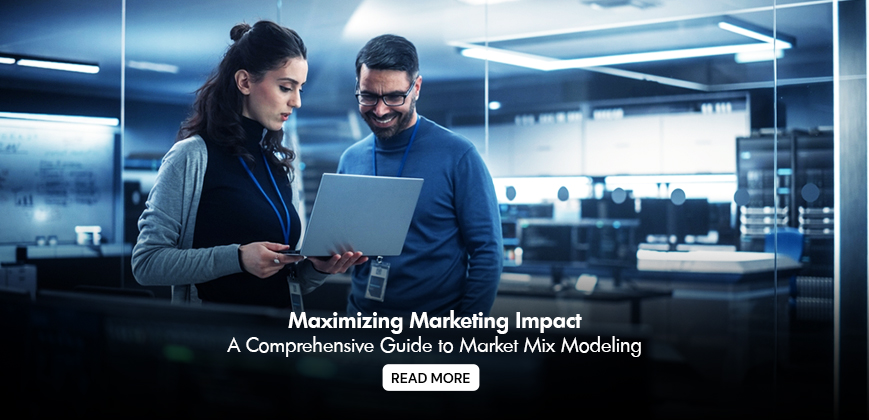 Maximizing Marketing Impact
A Comprehensive Guide to Market Mix Modeling
READ MORE